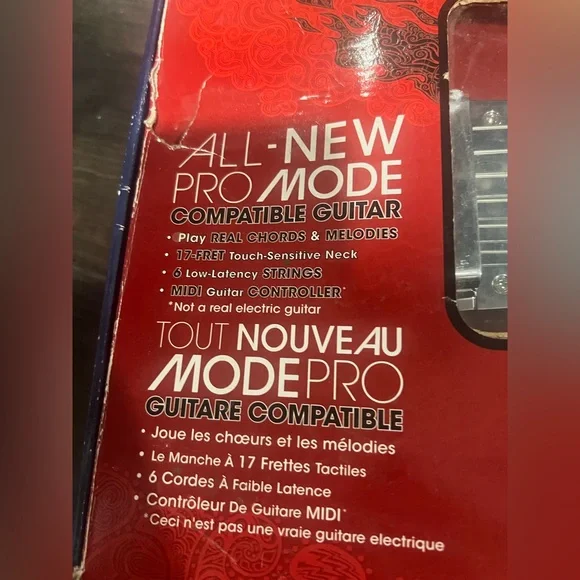 ALL-NEW
PRO MODE
COMPATIBLE GUITAR
• Play REAL CHORDS & MELODIES
• 17-FRET Touch-Sensitive Neck
• 6 Low-Latency STRINGS
• MIDI Guitar CONTROLLER*
*Not a real electric guitar
TOUT NOUVEAU
MODE PRO
GUITARE COMPATIBLE
• Joue les chœurs et les mélodies
• Le Manche À 17 Frettes Tactiles
• 6 Cordes À Faible Latence
• Contrôleur De Guitare MIDI*
*Ceci n'est pas une vraie guitare electrique